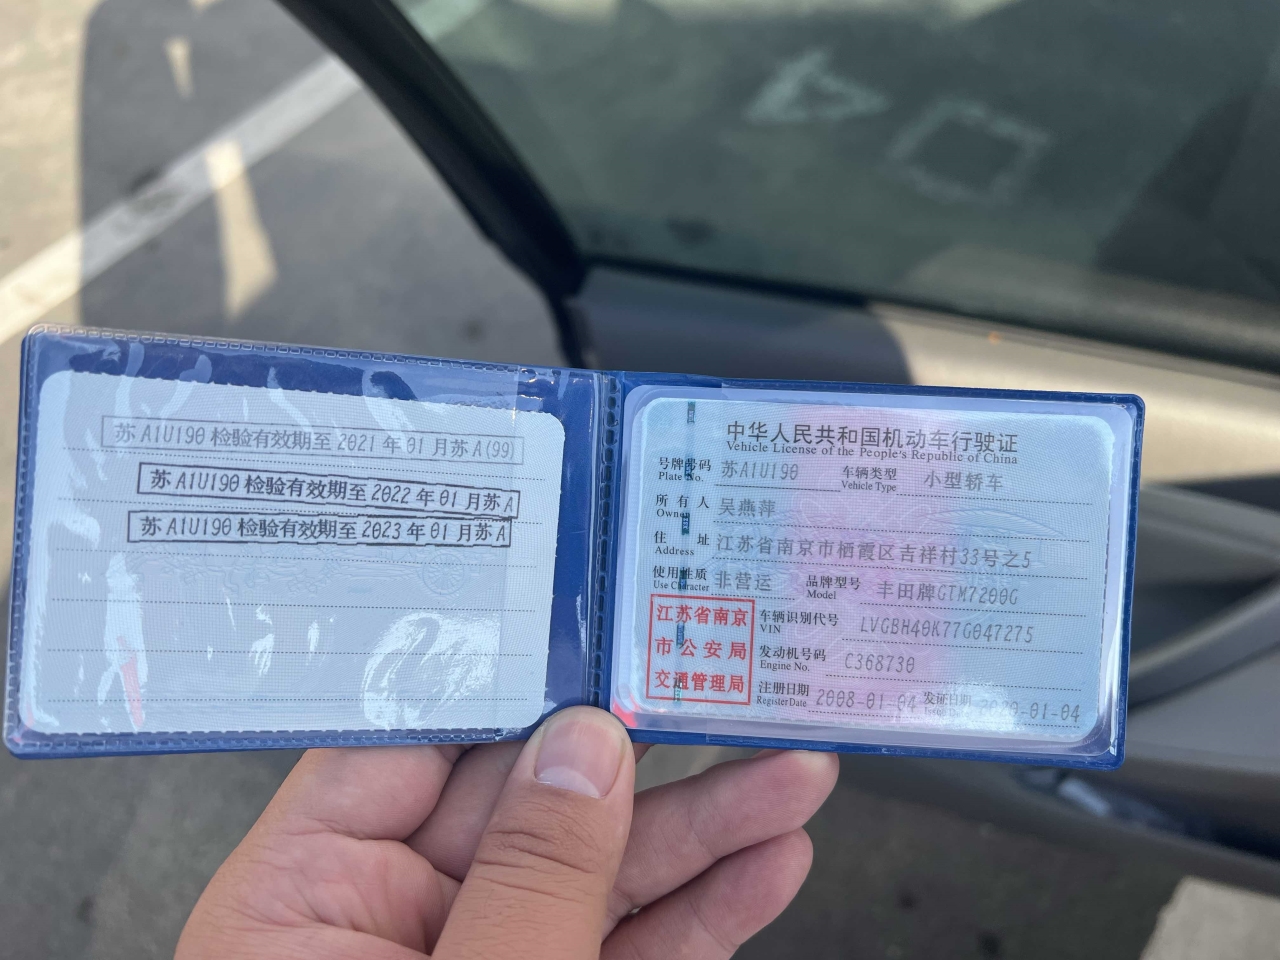 苏A1U190检验有效期至2021年01月苏A(99)
苏A1U190检验有效期至2022年01月苏A
苏A1U190检验有效期至2023年01月苏A
中华人民共和国机动车行驶证
Vehicle License of the People's Republic of China
号牌号码 苏A1U190 车辆类型 小型轿车
Plate No. Vehicle Type
所有人 吴燕萍
Owner
住址 江苏省南京市栖霞区吉祥村33号之5
Address
使用性质 非营运 品牌型号 丰田牌GTM7200G
Use Character Model
江苏省南京
市公安局
交通管理局
车辆识别代号 LVGBH40K77G047275
VIN
发动机号码 C368730
Engine No.
注册日期 2008-01-04 发证日期 -01-04
Register Date